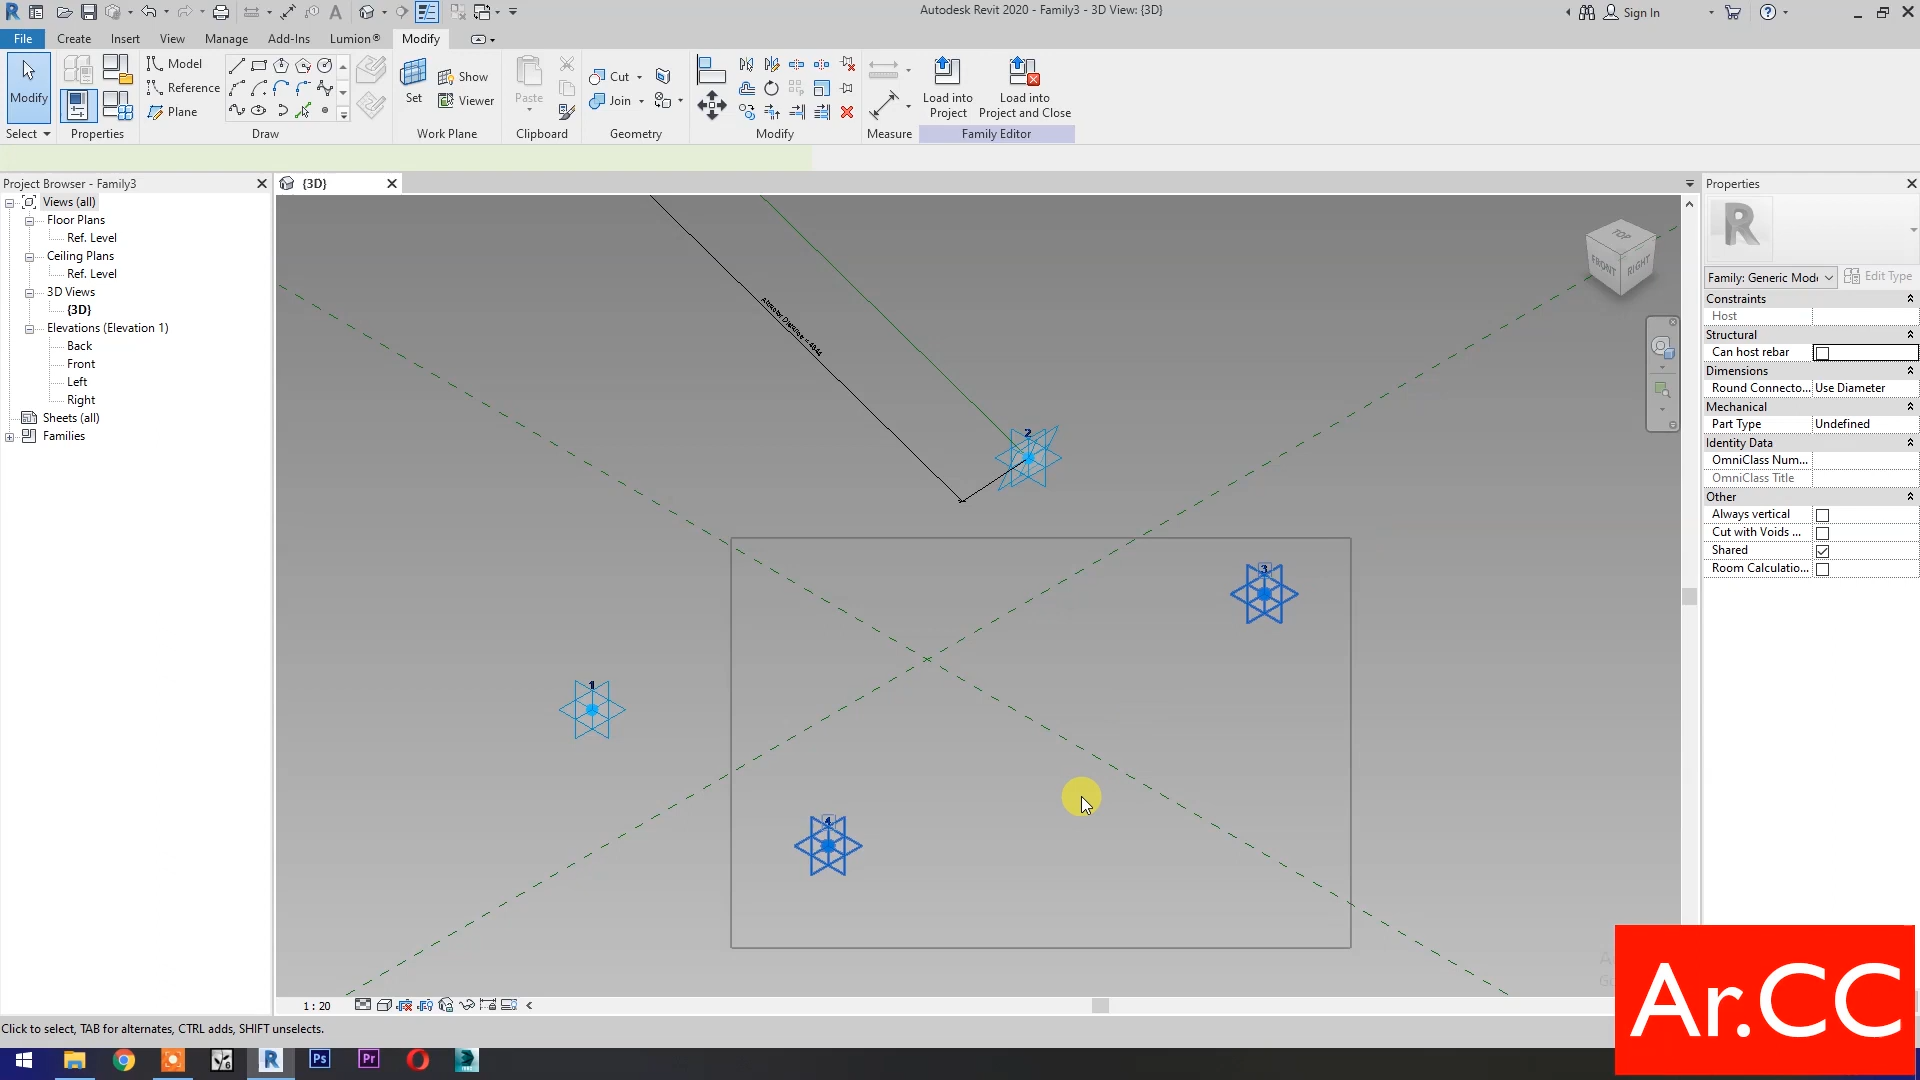 Autodesk Revit 2020 - Family3 - 3D View: {3D}
Sign In
File Create Insert View Manage Add-Ins Lumion® Modify
Modify
Model
Reference
Plane
Set
Show
Viewer
Paste
Cut
Join
Load into Project
Load into Project and Close
Select Properties Draw Work Plane Clipboard Geometry Modify Measure Family Editor
Project Browser - Family3
Views (all)
Floor Plans
Ref. Level
Ceiling Plans
Ref. Level
3D Views
{3D}
Elevations (Elevation 1)
Back
Front
Left
Right
Sheets (all)
Families
{3D}
TOP
FRONT
RIGHT
2
3
1
4
1 : 20
Properties
R
Family: Generic Mode
Edit Type
Constraints
Host
Structural
Can host rebar
Dimensions
Round Connecto... Use Diameter
Mechanical
Part Type Undefined
Identity Data
OmniClass Num...
OmniClass Title
Other
Always vertical
Cut with Voids ...
Shared
Room Calculatio...
Click to select, TAB for alternates, CTRL adds, SHIFT unselects.
Ar.CC
R
Ps
Pr